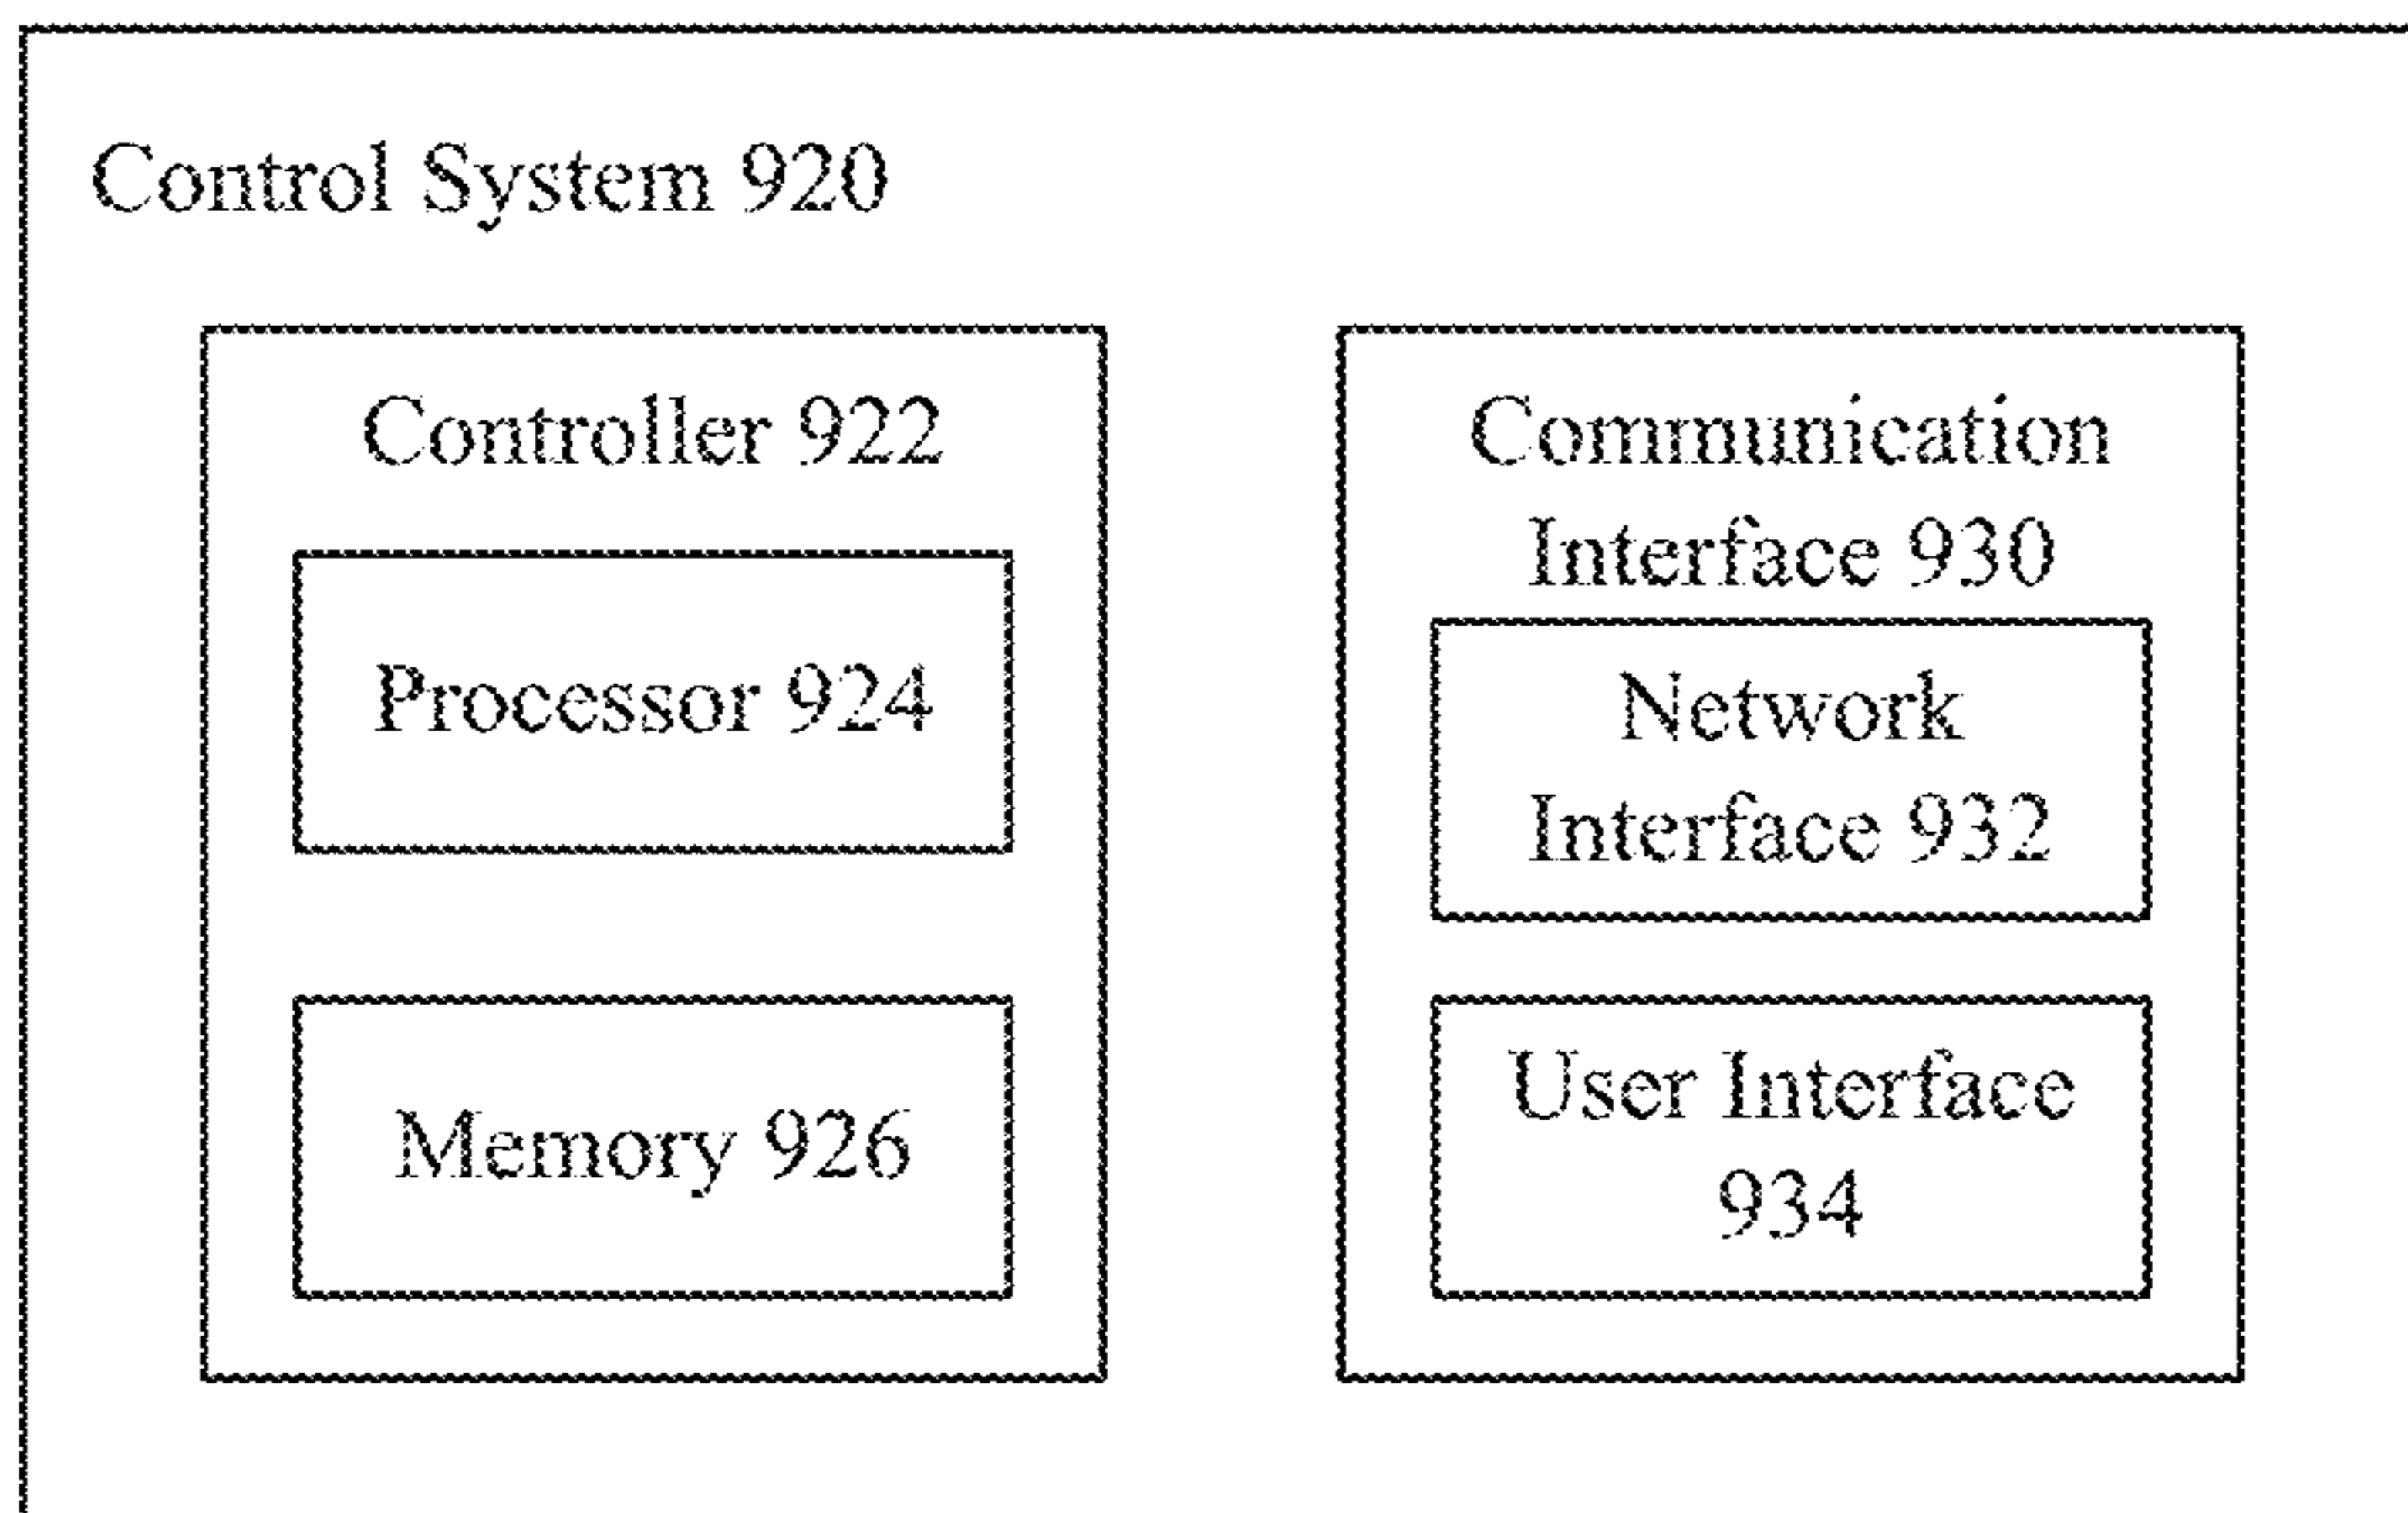 Control System 920
Controller 922
Processor 924
Memory 926
Communication
Interface 930
Network
Interface 932
User Interface
934